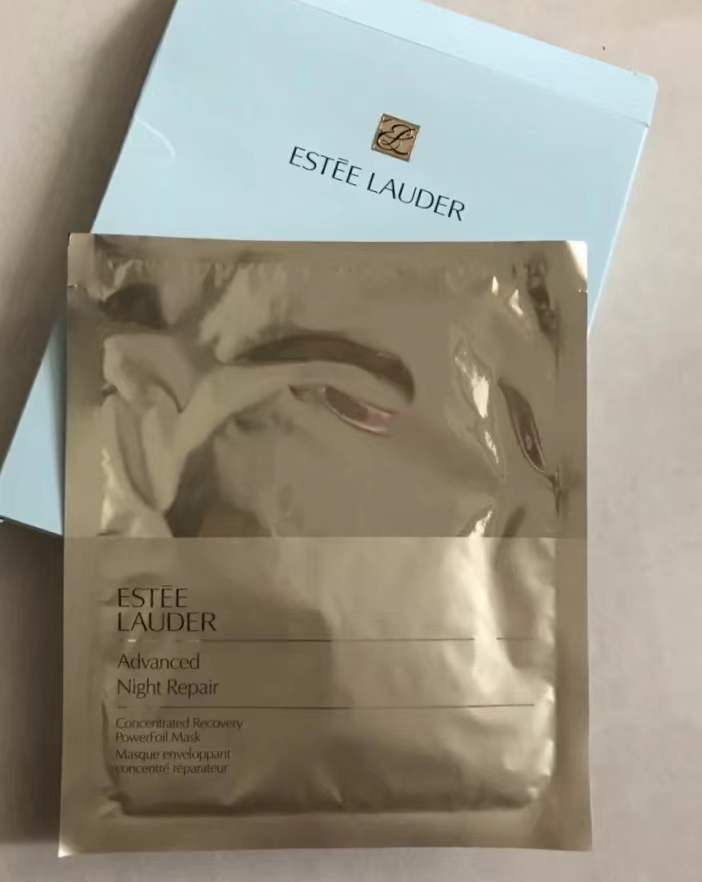 ESTĒE LAUDER
ESTĒE
LAUDER
Advanced
Night Repair
Concentrated Recovery
PowerFoil Mask
Masque enveloppant
concentré réparateur